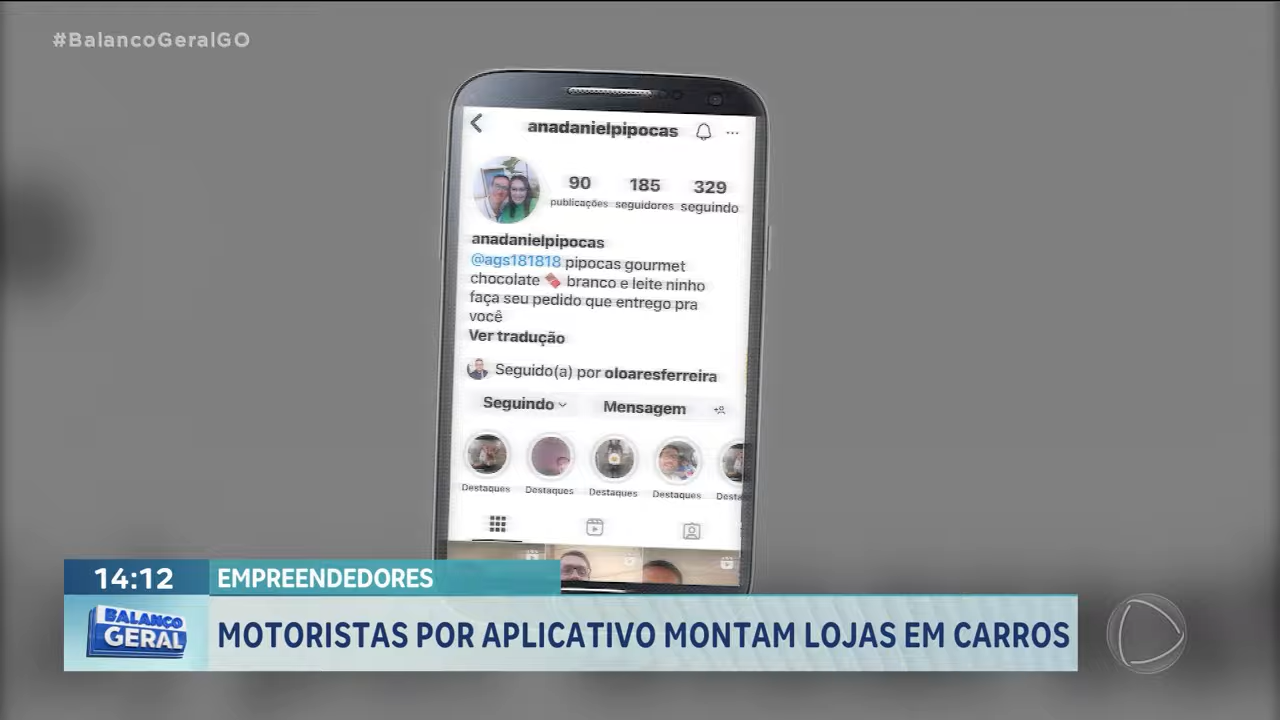 #BalancoGeralGO
anadanielpipocas
90 185 329
publicações seguidores seguindo
anadanielpipocas
@ags181818 pipocas gourmet
chocolate 🍫 branco e leite ninho
faça seu pedido que entrego pra
você
Ver tradução
Seguido(a) por oloaresferreira
Seguindo Mensagem
Destaques Destaques Destaques Destaques Desta
14:12 EMPREENDEDORES
BALANÇO
GERAL
MOTORISTAS POR APLICATIVO MONTAM LOJAS EM CARROS